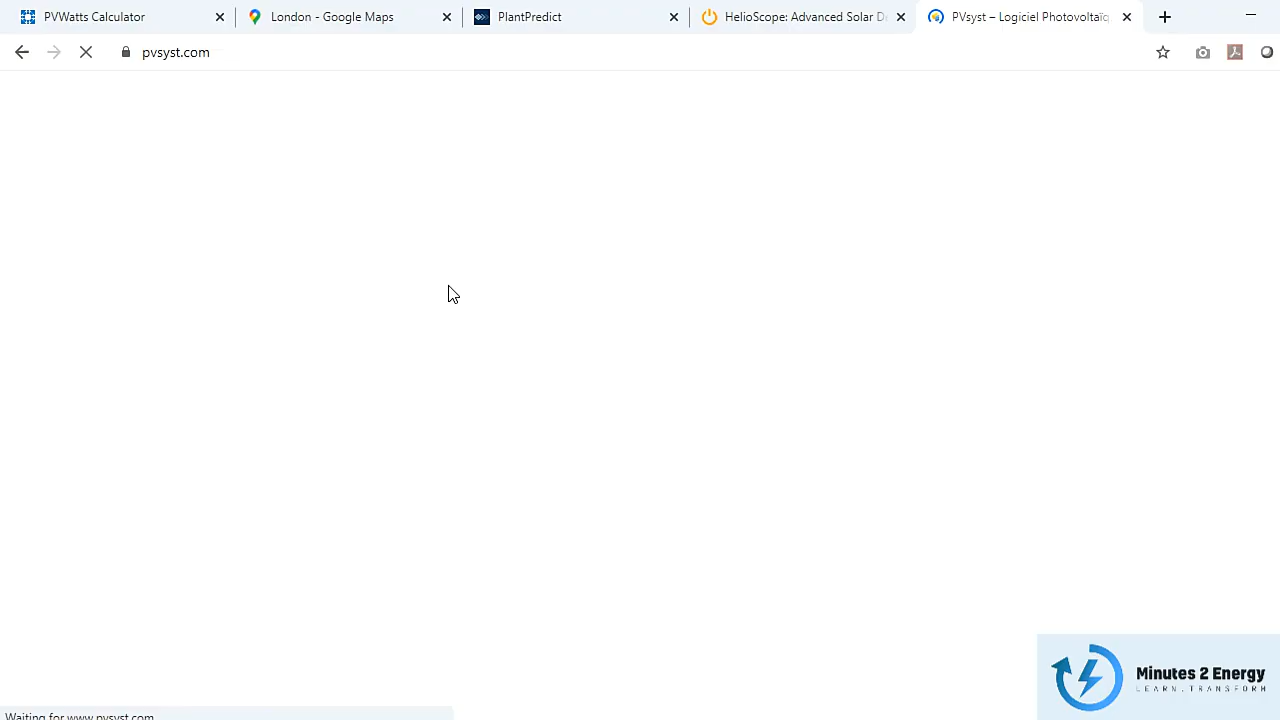 PVWatts Calculator
London - Google Maps
PlantPredict
HelioScope: Advanced Solar De
PVsyst – Logiciel Photovoltaïq
pvsyst.com
Minutes 2 Energy
LEARN.TRANSFORM
Waiting for www.pvsyst.com